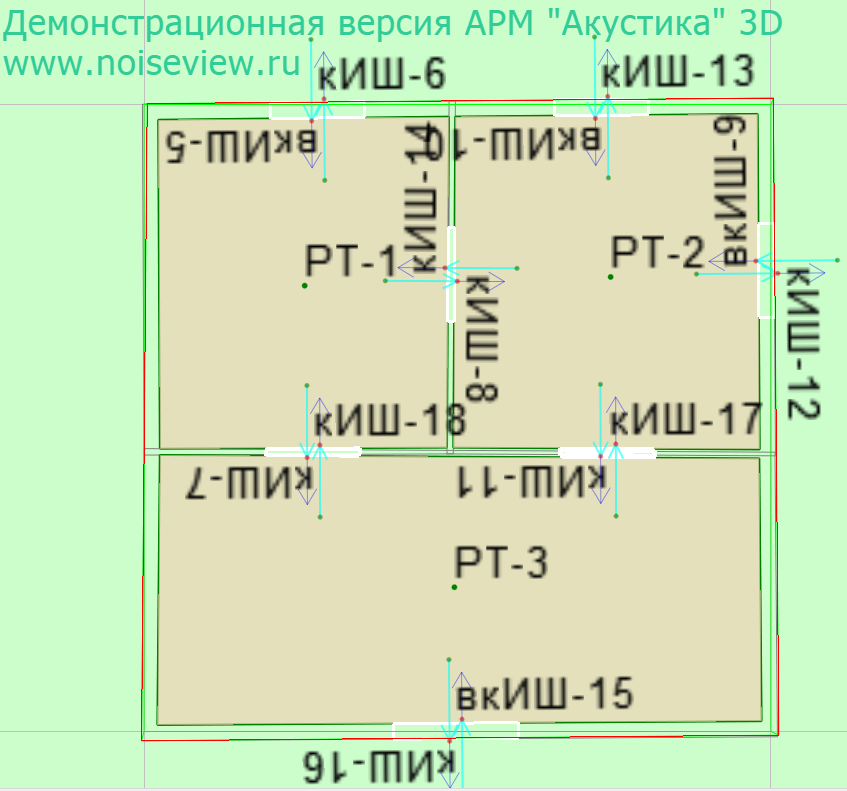 Демонстрационная версия АРМ "Акустика" 3D
www.noiseview.ru
кИШ-6
кИШ-13
вкИШ-5
кИШ-14
вкИШ-10
вкИШ-9
РТ-1
РТ-2
кИШ-8
кИШ-12
кИШ-18
кИШ-17
кИШ-7
кИШ-11
РТ-3
вкИШ-15
кИШ-16